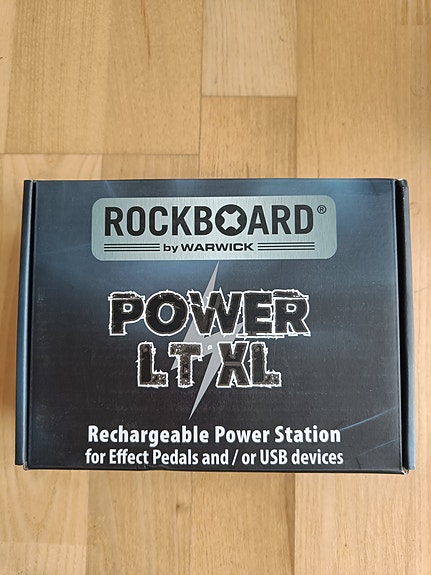 ROCKBOARD®
by WARWICK
POWER
LT XL
Rechargeable Power Station
for Effect Pedals and / or USB devices